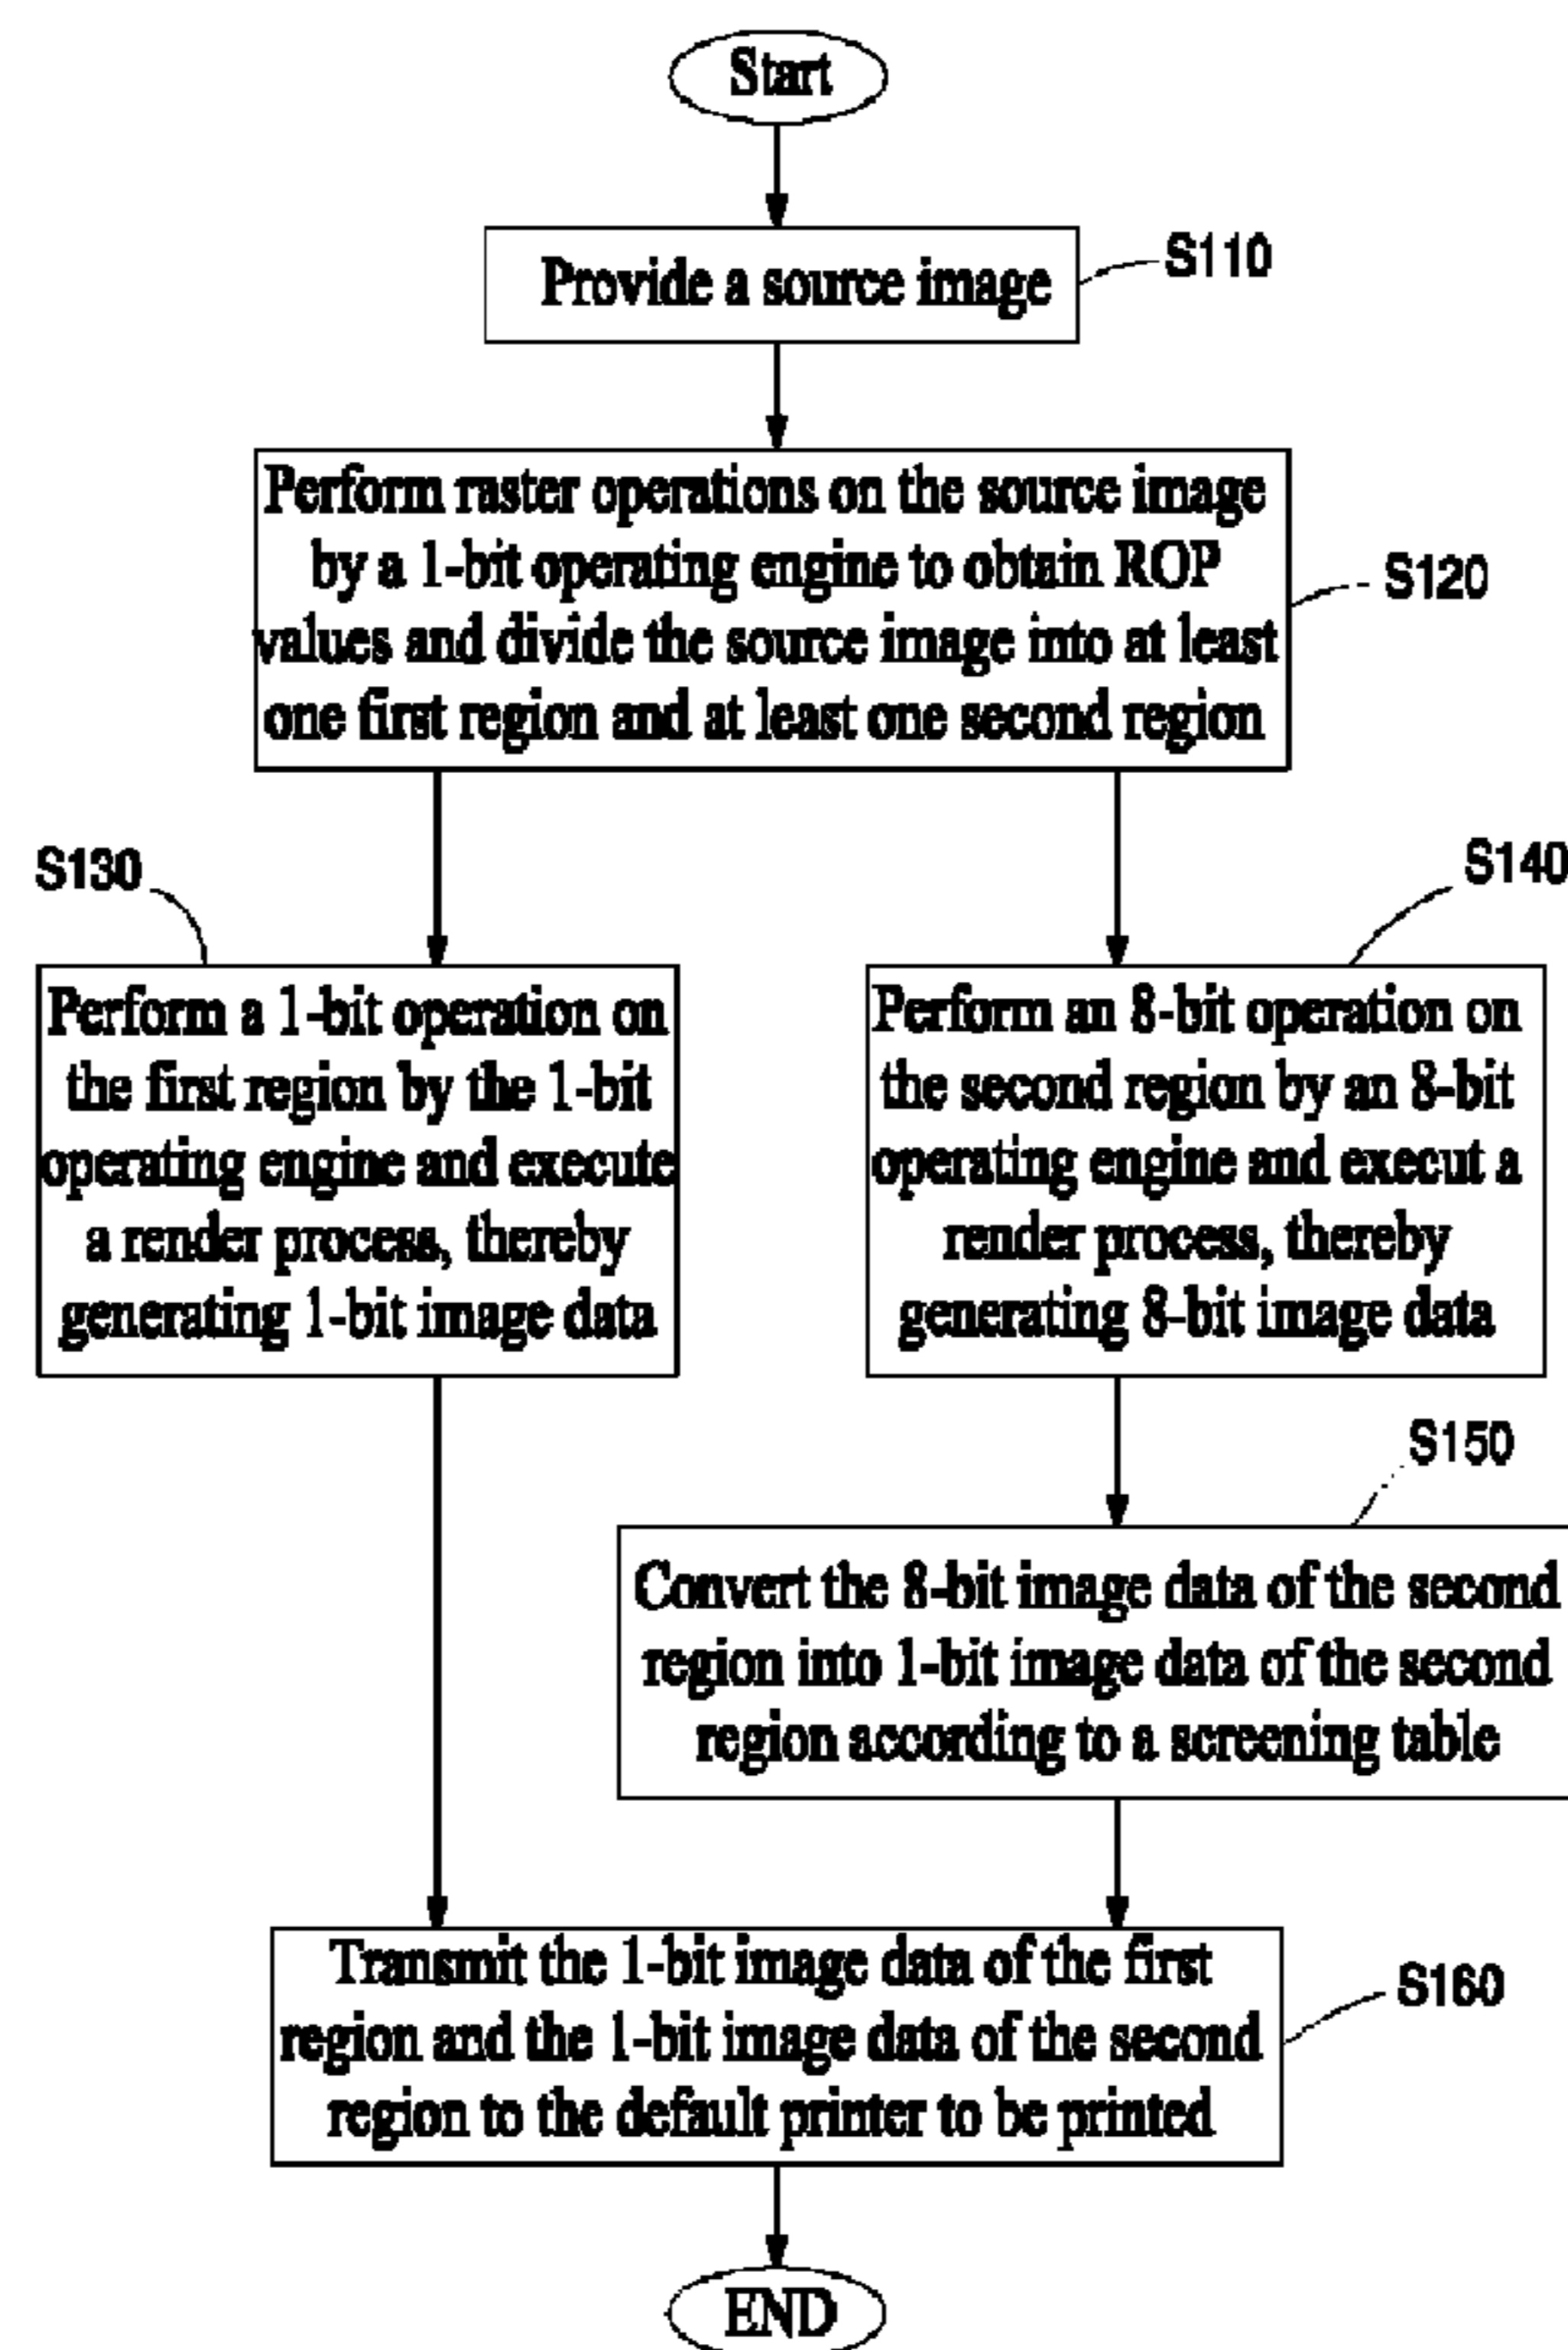 Start
Provide a source image
S110
Perform raster operations on the source image
by a 1-bit operating engine to obtain ROP
values and divide the source image into at least
one first region and at least one second region
S120
S130
Perform a 1-bit operation on
the first region by the 1-bit
operating engine and execute
a render process, thereby
generating 1-bit image data
S140
Perform an 8-bit operation on
the second region by an 8-bit
operating engine and execut a
render process, thereby
generating 8-bit image data
S150
Convert the 8-bit image data of the second
region into 1-bit image data of the second
region according to a screening table
Transmit the 1-bit image data of the first
region and the 1-bit image data of the second
region to the default printer to be printed
S160
END